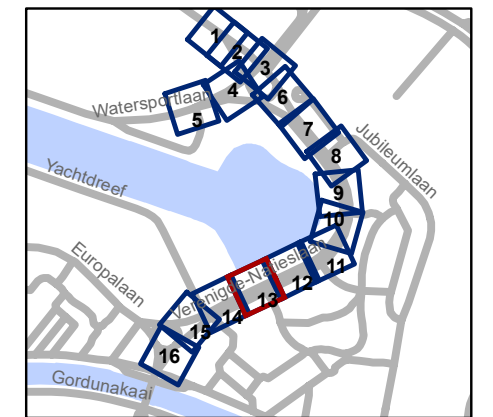 1
2
3
4
6
Watersportlaan
5
7
Jubileumlaan
8
Yachtdreef
9
10
Europalaan
Verenigde-Natieslaan
11
12
13
14
15
16
Gordunakaai